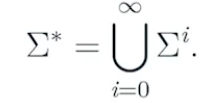 Σ* = ⋃_{i=0}^{∞} Σ^i.